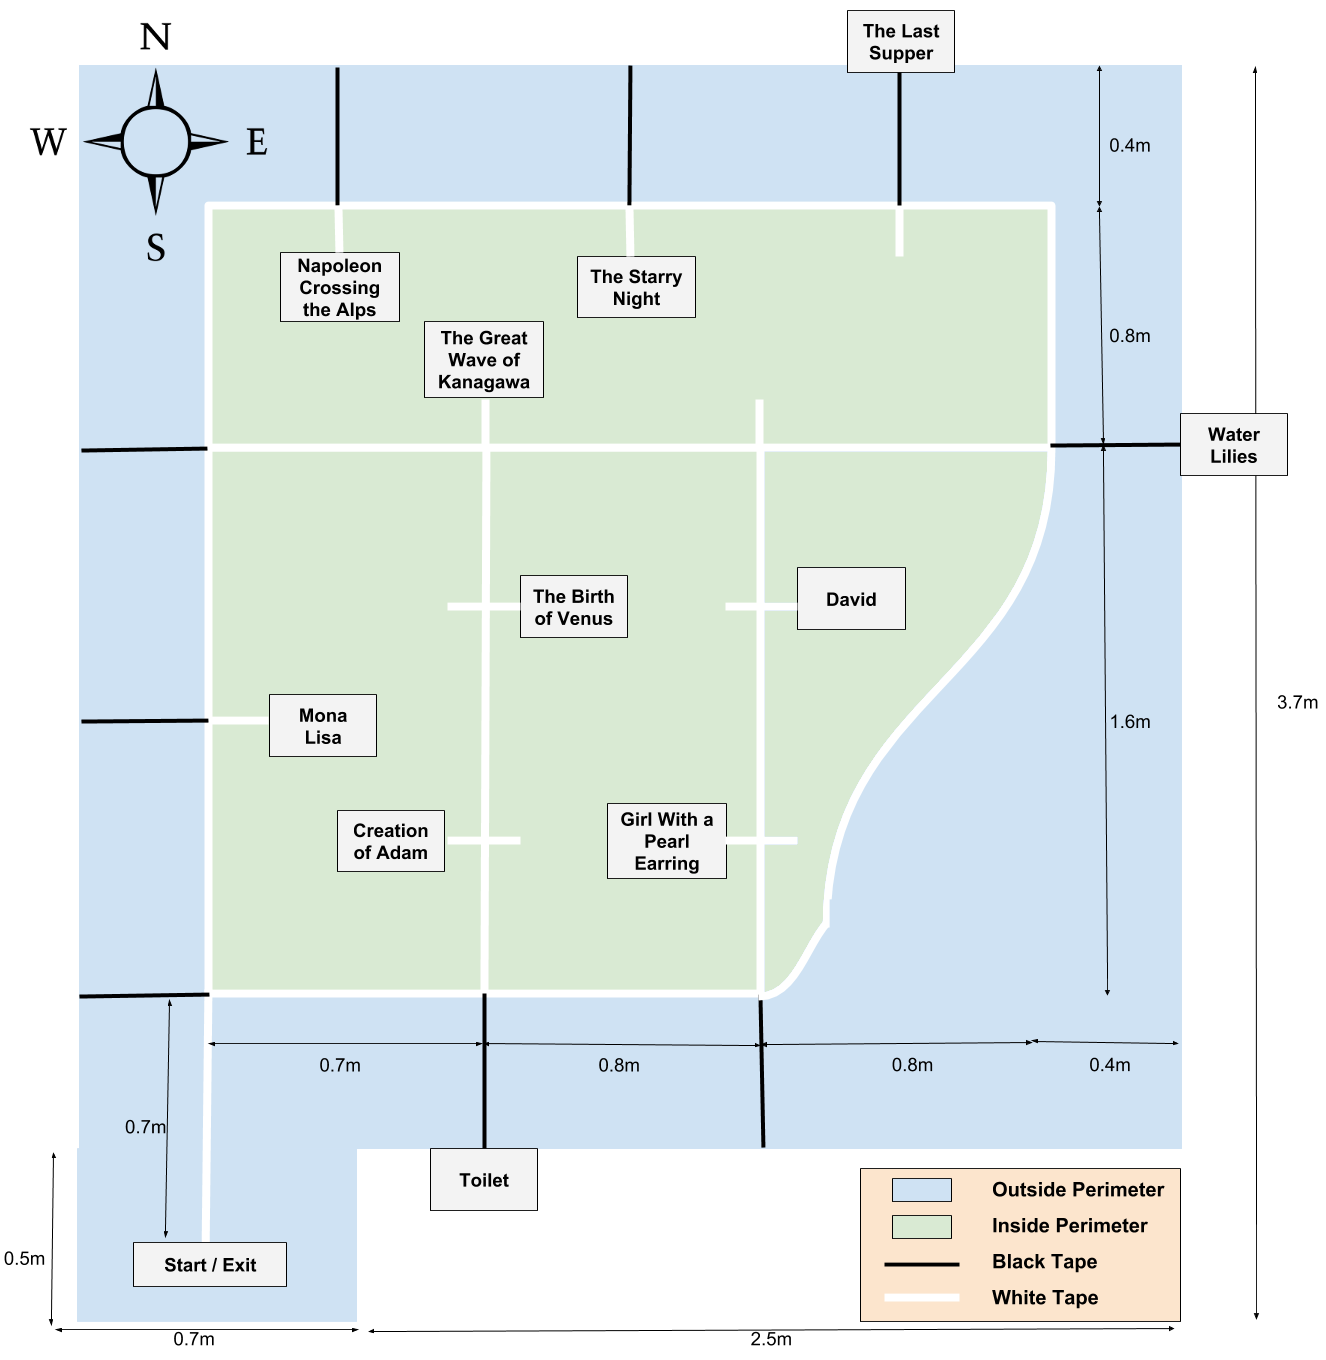 N
W
E
S
The Last
Supper
0.4m
Napoleon
Crossing
the Alps
The Starry
Night
The Great
Wave of
Kanagawa
0.8m
Water
Lilies
The Birth
of Venus
David
Mona
Lisa
3.7m
1.6m
Creation
of Adam
Girl With a
Pearl
Earring
0.7m
0.8m
0.8m
0.4m
0.7m
Toilet
0.5m
Start / Exit
Outside Perimeter
Inside Perimeter
Black Tape
White Tape
0.7m
2.5m